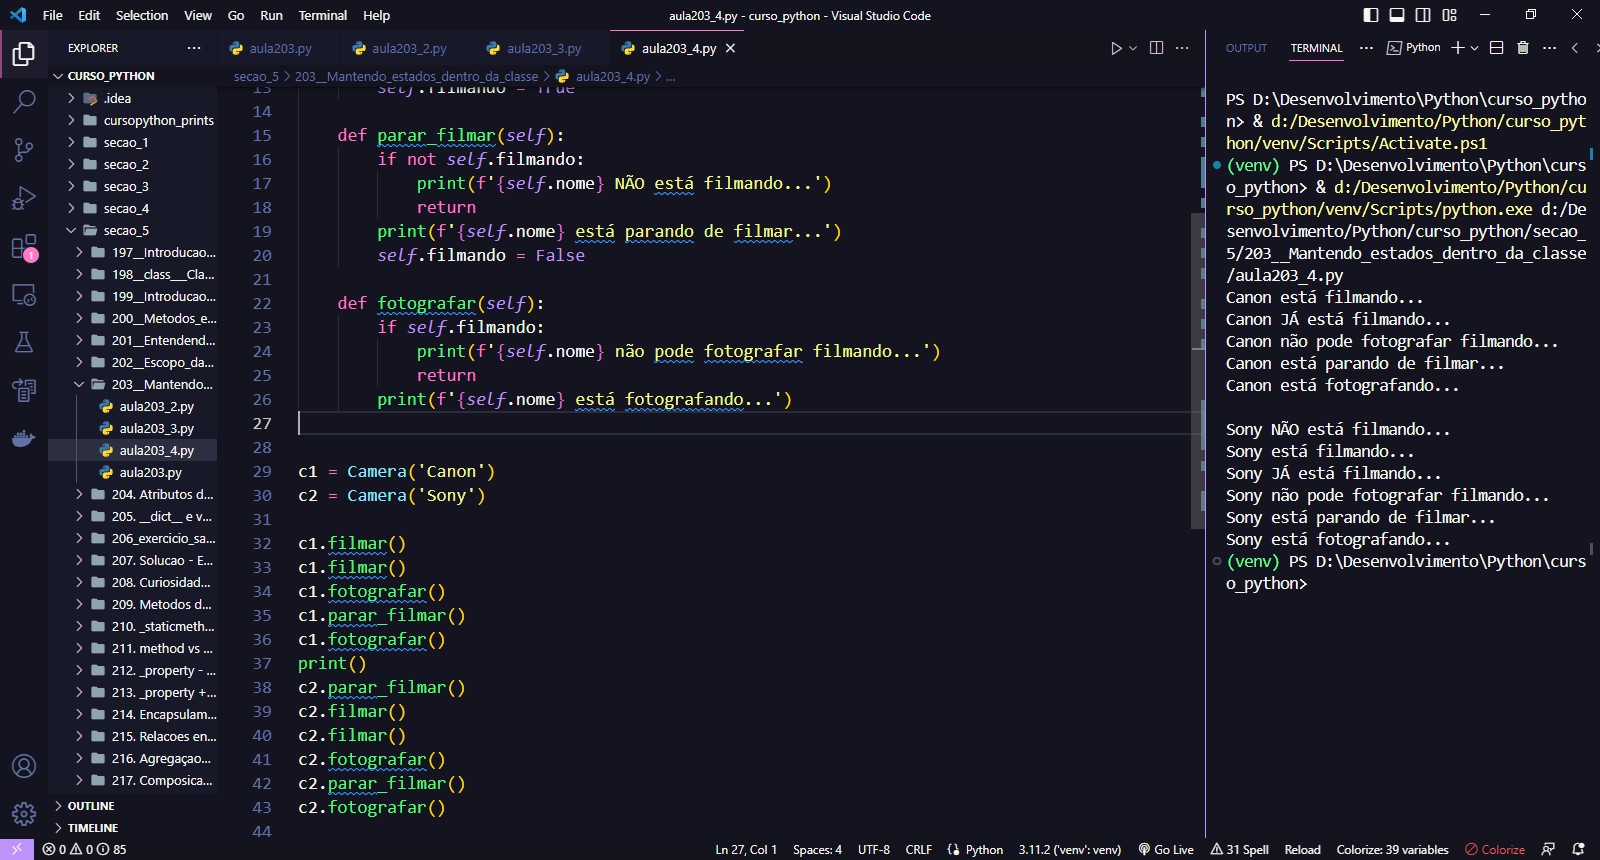 File Edit Selection View Go Run Terminal Help
aula203_4.py - curso_python - Visual Studio Code
EXPLORER
CURSO_PYTHON
.idea
cursopython_prints
secao_1
secao_2
secao_3
secao_4
secao_5
197__Introducao...
198__class___Cla...
199__Introducao...
200__Metodos_e...
201__Entendend...
202__Escopo_da...
203__Mantendo...
aula203_2.py
aula203_3.py
aula203_4.py
aula203.py
204. Atributos d...
205. __dict__ e v...
206_exercicio_sa...
207. Solucao - E...
208. Curiosidad...
209. Metodos d...
210. _staticmeth...
211. method vs ...
212. _property - ...
213. _property +...
214. Encapsulam...
215. Relacoes en...
216. Agregaçao...
217. Composica...
OUTLINE
TIMELINE
aula203.py aula203_2.py aula203_3.py aula203_4.py
secao_5 > 203__Mantendo_estados_dentro_da_classe > aula203_4.py > ...
13 self.filmando = True
14
15 def parar_filmar(self):
16 if not self.filmando:
17 print(f'{self.nome} NÃO está filmando...')
18 return
19 print(f'{self.nome} está parando de filmar...')
20 self.filmando = False
21
22 def fotografar(self):
23 if self.filmando:
24 print(f'{self.nome} não pode fotografar filmando...')
25 return
26 print(f'{self.nome} está fotografando...')
27
28
29 c1 = Camera('Canon')
30 c2 = Camera('Sony')
31
32 c1.filmar()
33 c1.filmar()
34 c1.fotografar()
35 c1.parar_filmar()
36 c1.fotografar()
37 print()
38 c2.parar_filmar()
39 c2.filmar()
40 c2.filmar()
41 c2.fotografar()
42 c2.parar_filmar()
43 c2.fotografar()
44
OUTPUT TERMINAL ... Python
PS D:\Desenvolvimento\Python\curso_pytho
n> & d:/Desenvolvimento/Python/curso_pyt
hon/venv/Scripts/Activate.ps1
(venv) PS D:\Desenvolvimento\Python\curs
o_python> & d:/Desenvolvimento/Python/cu
rso_python/venv/Scripts/python.exe d:/De
senvolvimento/Python/curso_python/secao_
5/203__Mantendo_estados_dentro_da_classe
/aula203_4.py
Canon está filmando...
Canon JÁ está filmando...
Canon não pode fotografar filmando...
Canon está parando de filmar...
Canon está fotografando...
Sony NÃO está filmando...
Sony está filmando...
Sony JÁ está filmando...
Sony não pode fotografar filmando...
Sony está parando de filmar...
Sony está fotografando...
(venv) PS D:\Desenvolvimento\Python\curs
o_python>
1
0 0 85
Ln 27, Col 1 Spaces: 4 UTF-8 CRLF Python 3.11.2 ('venv': venv) Go Live 31 Spell Reload Colorize: 39 variables Colorize